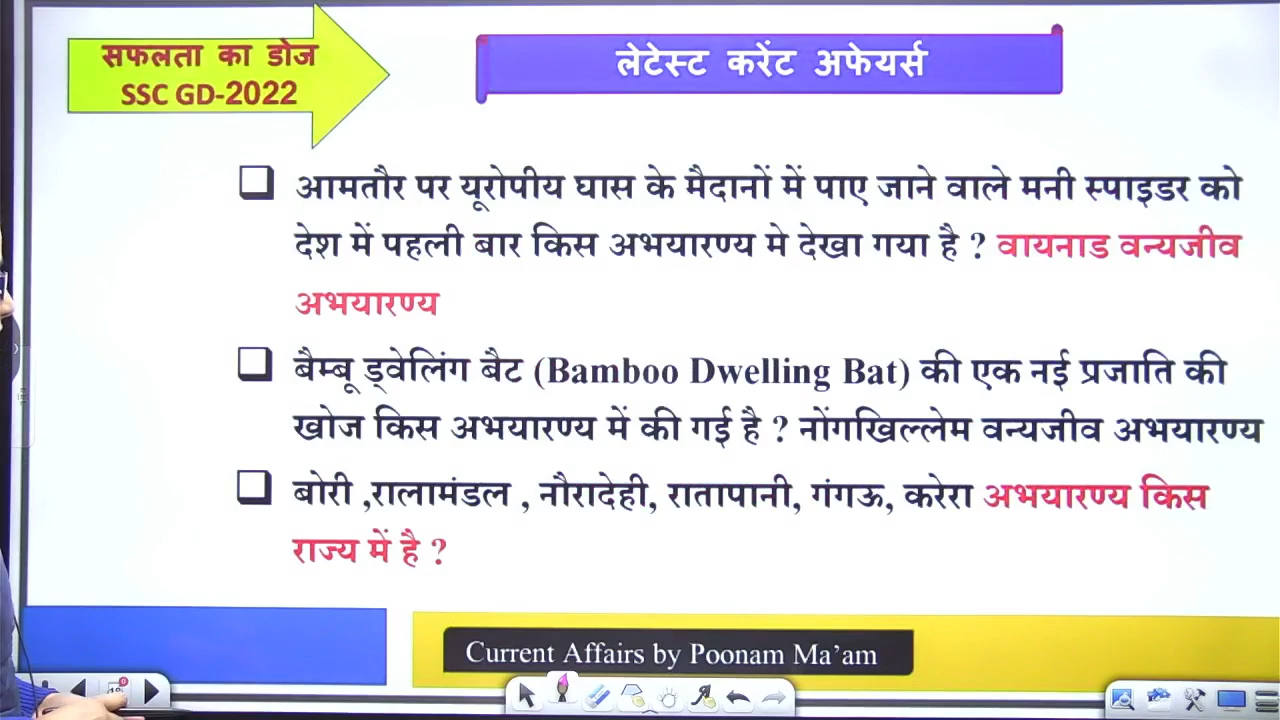 सफलता का डोज
SSC GD-2022
लेटेस्ट करेंट अफेयर्स
आमतौर पर यूरोपीय घास के मैदानों में पाए जाने वाले मनी स्पाइडर को
देश में पहली बार किस अभयारण्य मे देखा गया है ? वायनाड वन्यजीव
अभयारण्य
बैम्बू ड्वेलिंग बैट (Bamboo Dwelling Bat) की एक नई प्रजाति की
खोज किस अभयारण्य में की गई है ? नोंगखिल्लेम वन्यजीव अभयारण्य
बोरी ,रालामंडल , नौरादेही, रातापानी, गंगऊ, करेरा अभयारण्य किस
राज्य में है ?
Current Affairs by Poonam Ma’am